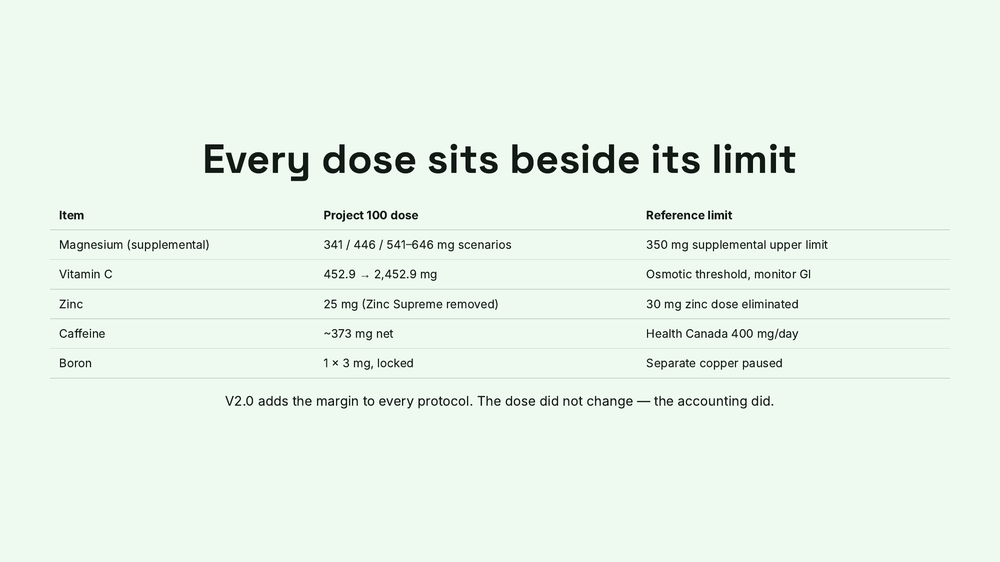 Every dose sits beside its limit
Item Project 100 dose Reference limit
Magnesium (supplemental) 341 / 446 / 541–646 mg scenarios 350 mg supplemental upper limit
Vitamin C 452.9 → 2,452.9 mg Osmotic threshold, monitor GI
Zinc 25 mg (Zinc Supreme removed) 30 mg zinc dose eliminated
Caffeine ~373 mg net Health Canada 400 mg/day
Boron 1 × 3 mg, locked Separate copper paused
V2.0 adds the margin to every protocol. The dose did not change — the accounting did.